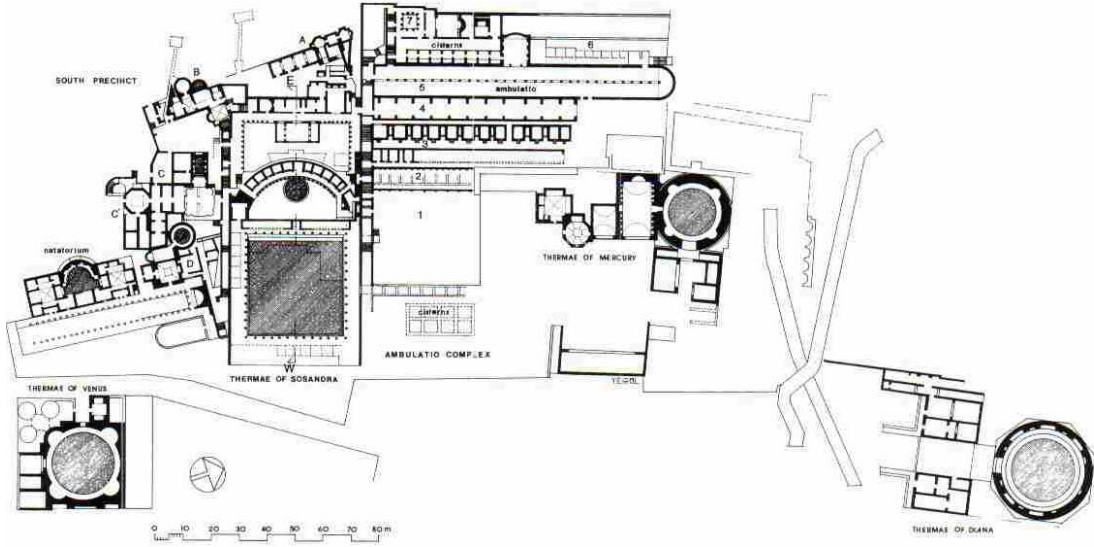 7
A
cisterns
6
SOUTH PRECINCT
B
E
5
ambulatio
4
3
C
2
C'
1
natatorium
D
THERMAE OF MERCURY
cisterns
W
AMBULATIO COMPLEX
THERMAE OF SOSANDRA
YEGÜL
THERMAE OF VENUS
0 10 20 30 40 50 60 70 80 m
THERMAE OF DIANA